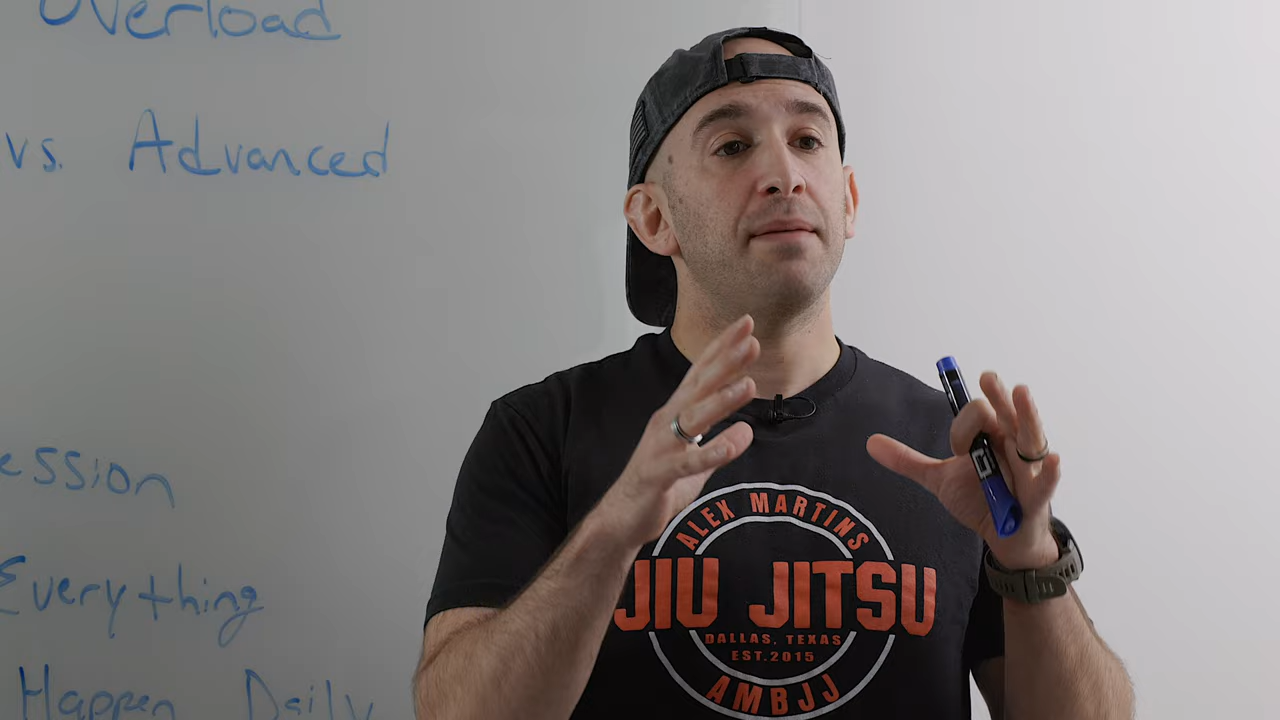 Overload
vs. Advanced
ession
Everything
Happen Daily
ALEX MARTINS
JIU JITSU
DALLAS, TEXAS
EST.2015
AMBJJ